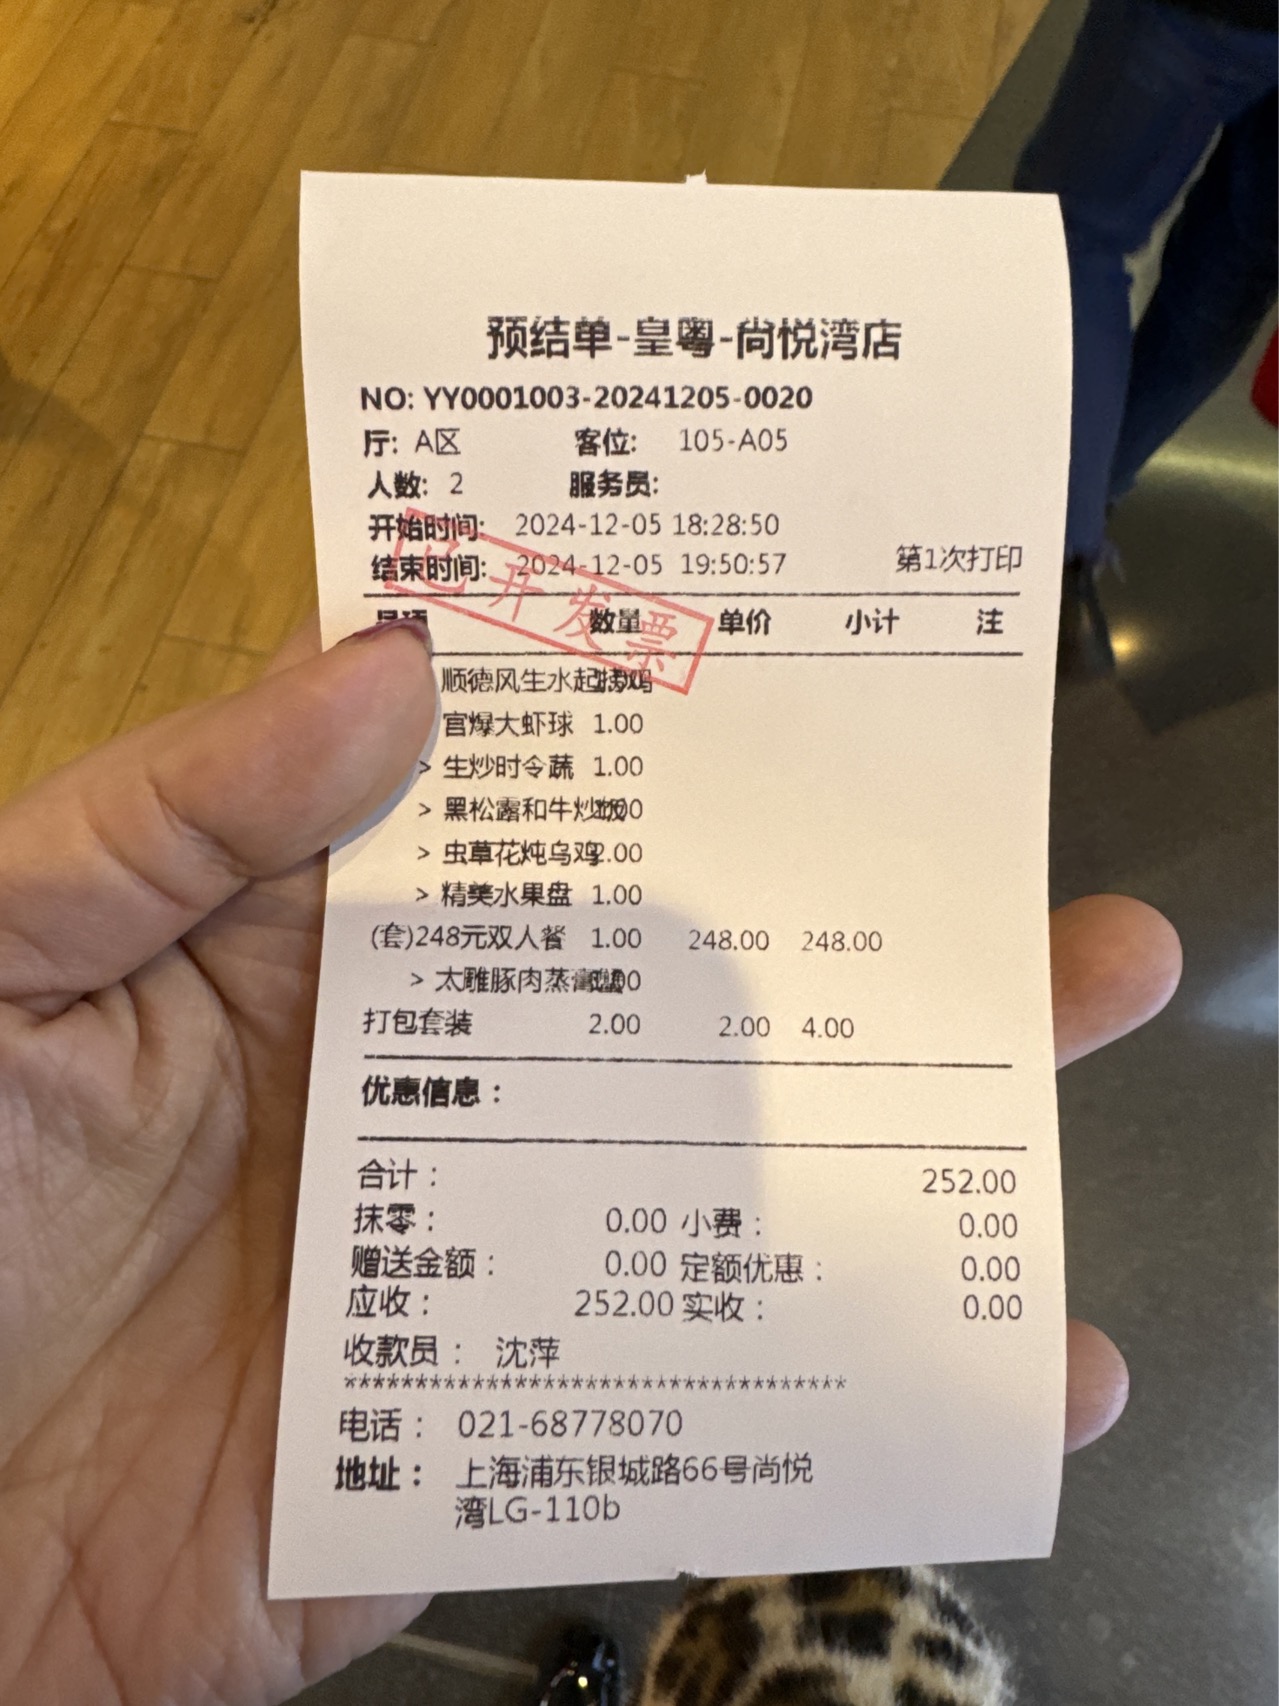 预结单-皇粤-尚悦湾店
NO: YY0001003-20241205-0020
厅: A区 客位: 105-A05
人数: 2 服务员:
开始时间: 2024-12-05 18:28:50
结束时间: 2024-12-05 19:50:57 第1次打印
已开发票
品项 数量 单价 小计 注
顺德风生水起捞鸡
宫爆大虾球 1.00
> 生炒时令蔬 1.00
> 黑松露和牛炒饭
> 虫草花炖乌鸡 2.00
> 精美水果盘 1.00
(套)248元双人餐 1.00 248.00 248.00
> 太雕豚肉蒸膏蟹
打包套装 2.00 2.00 4.00
优惠信息：
合计： 252.00
抹零： 0.00 小费： 0.00
赠送金额： 0.00 定额优惠： 0.00
应收： 252.00 实收： 0.00
收款员： 沈萍
***********************************
电话： 021-68778070
地址： 上海浦东银城路66号尚悦
湾LG-110b